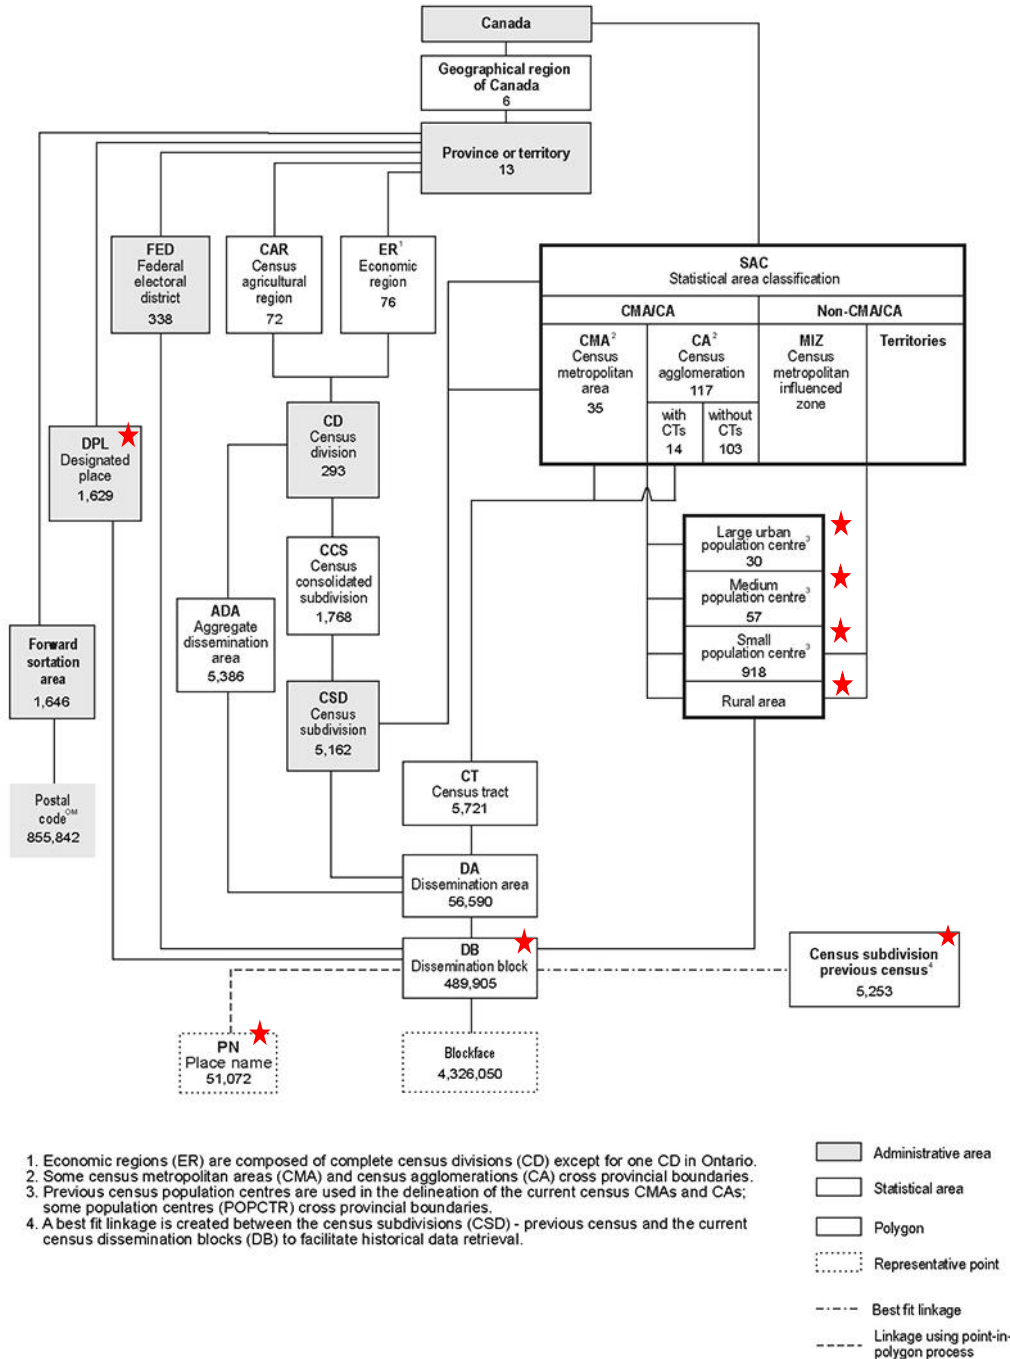 Canada
Geographical region
of Canada
6
Province or territory
13
FED
Federal
electoral
district
338
CAR
Census
agricultural
region
72
ER1
Economic
region
76
SAC
Statistical area classification
CMA/CA
Non-CMA/CA
CMA2
Census
metropolitan
area
35
CA2
Census
agglomeration
117
with
CTs
14
without
CTs
103
MIZ
Census
metropolitan
influenced
zone
Territories
DPL
Designated
place
1,629
CD
Census
division
293
CCS
Census
consolidated
subdivision
1,768
ADA
Aggregate
dissemination
area
5,386
Large urban
population centre3
30
Medium
population centre3
57
Small
population centre3
918
Rural area
Forward
sortation
area
1,646
CSD
Census
subdivision
5,162
Postal
codeOM
855,842
CT
Census tract
5,721
DA
Dissemination area
56,590
DB
Dissemination block
489,905
Census subdivision
previous census4
5,253
PN
Place name
51,072
Blockface
4,326,050
1. Economic regions (ER) are composed of complete census divisions (CD) except for one CD in Ontario.
2. Some census metropolitan areas (CMA) and census agglomerations (CA) cross provincial boundaries.
3. Previous census population centres are used in the delineation of the current census CMAs and CAs;
some population centres (POPCTR) cross provincial boundaries.
4. A best fit linkage is created between the census subdivisions (CSD) - previous census and the current
census dissemination blocks (DB) to facilitate historical data retrieval.
Administrative area
Statistical area
Polygon
Representative point
Best fit linkage
Linkage using point-in-
polygon process